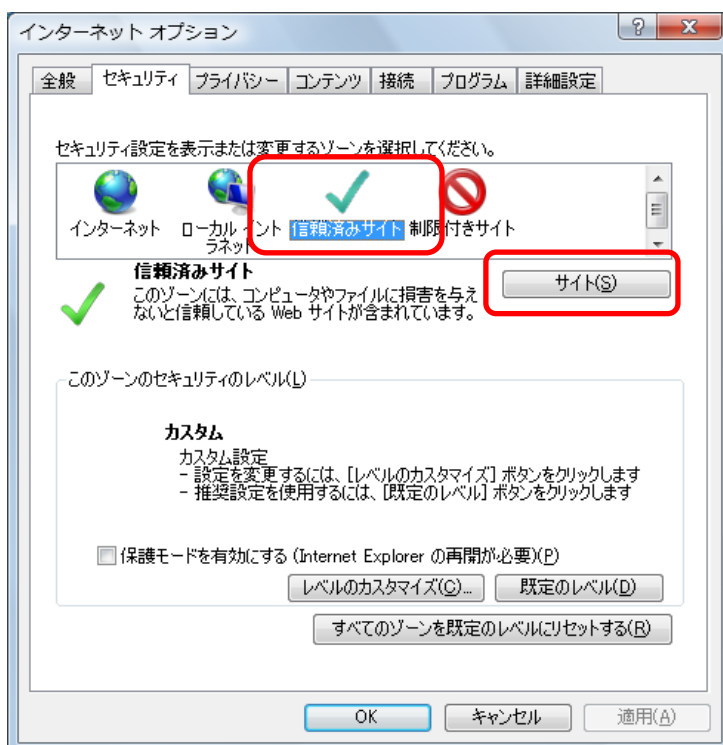 インターネット オプション
全般 セキュリティ プライバシー コンテンツ 接続 プログラム 詳細設定
セキュリティ設定を表示または変更するゾーンを選択してください。
インターネット
ローカル イント
ラネット
信頼済みサイト
制限付きサイト
信頼済みサイト
このゾーンには、コンピュータやファイルに損害を与え
ないと信頼している Web サイトが含まれています。
サイト(S)
このゾーンのセキュリティのレベル(L)
カスタム
カスタム設定
- 設定を変更するには、[レベルのカスタマイズ] ボタンをクリックします
- 推奨設定を使用するには、[既定のレベル] ボタンをクリックします
保護モードを有効にする (Internet Explorer の再開が必要)(P)
レベルのカスタマイズ(C)... 既定のレベル(D)
すべてのゾーンを既定のレベルにリセットする(R)
OK キャンセル 適用(A)